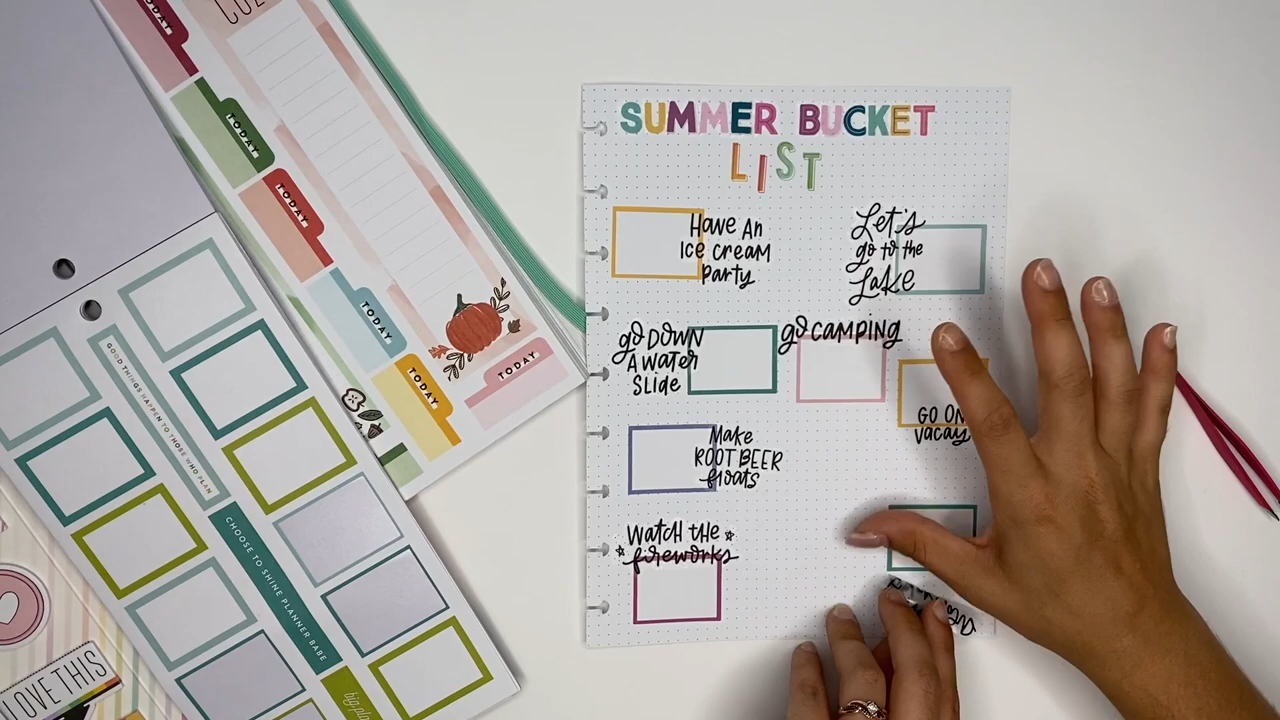 SUMMER BUCKET
LIST
Have An
Ice cream
Party
Let's
go to the
Lake
go DOWN
A water
Slide
go camping
GO ON
vacay
Make
ROOT BEER
floats
Watch the
fireworks
TODAY
TODAY
TODAY
TODAY
TODAY
GOOD THINGS HAPPEN TO THOSE WHO PLAN
CHOOSE TO SHINE PLANNER BABE
LOVE THIS